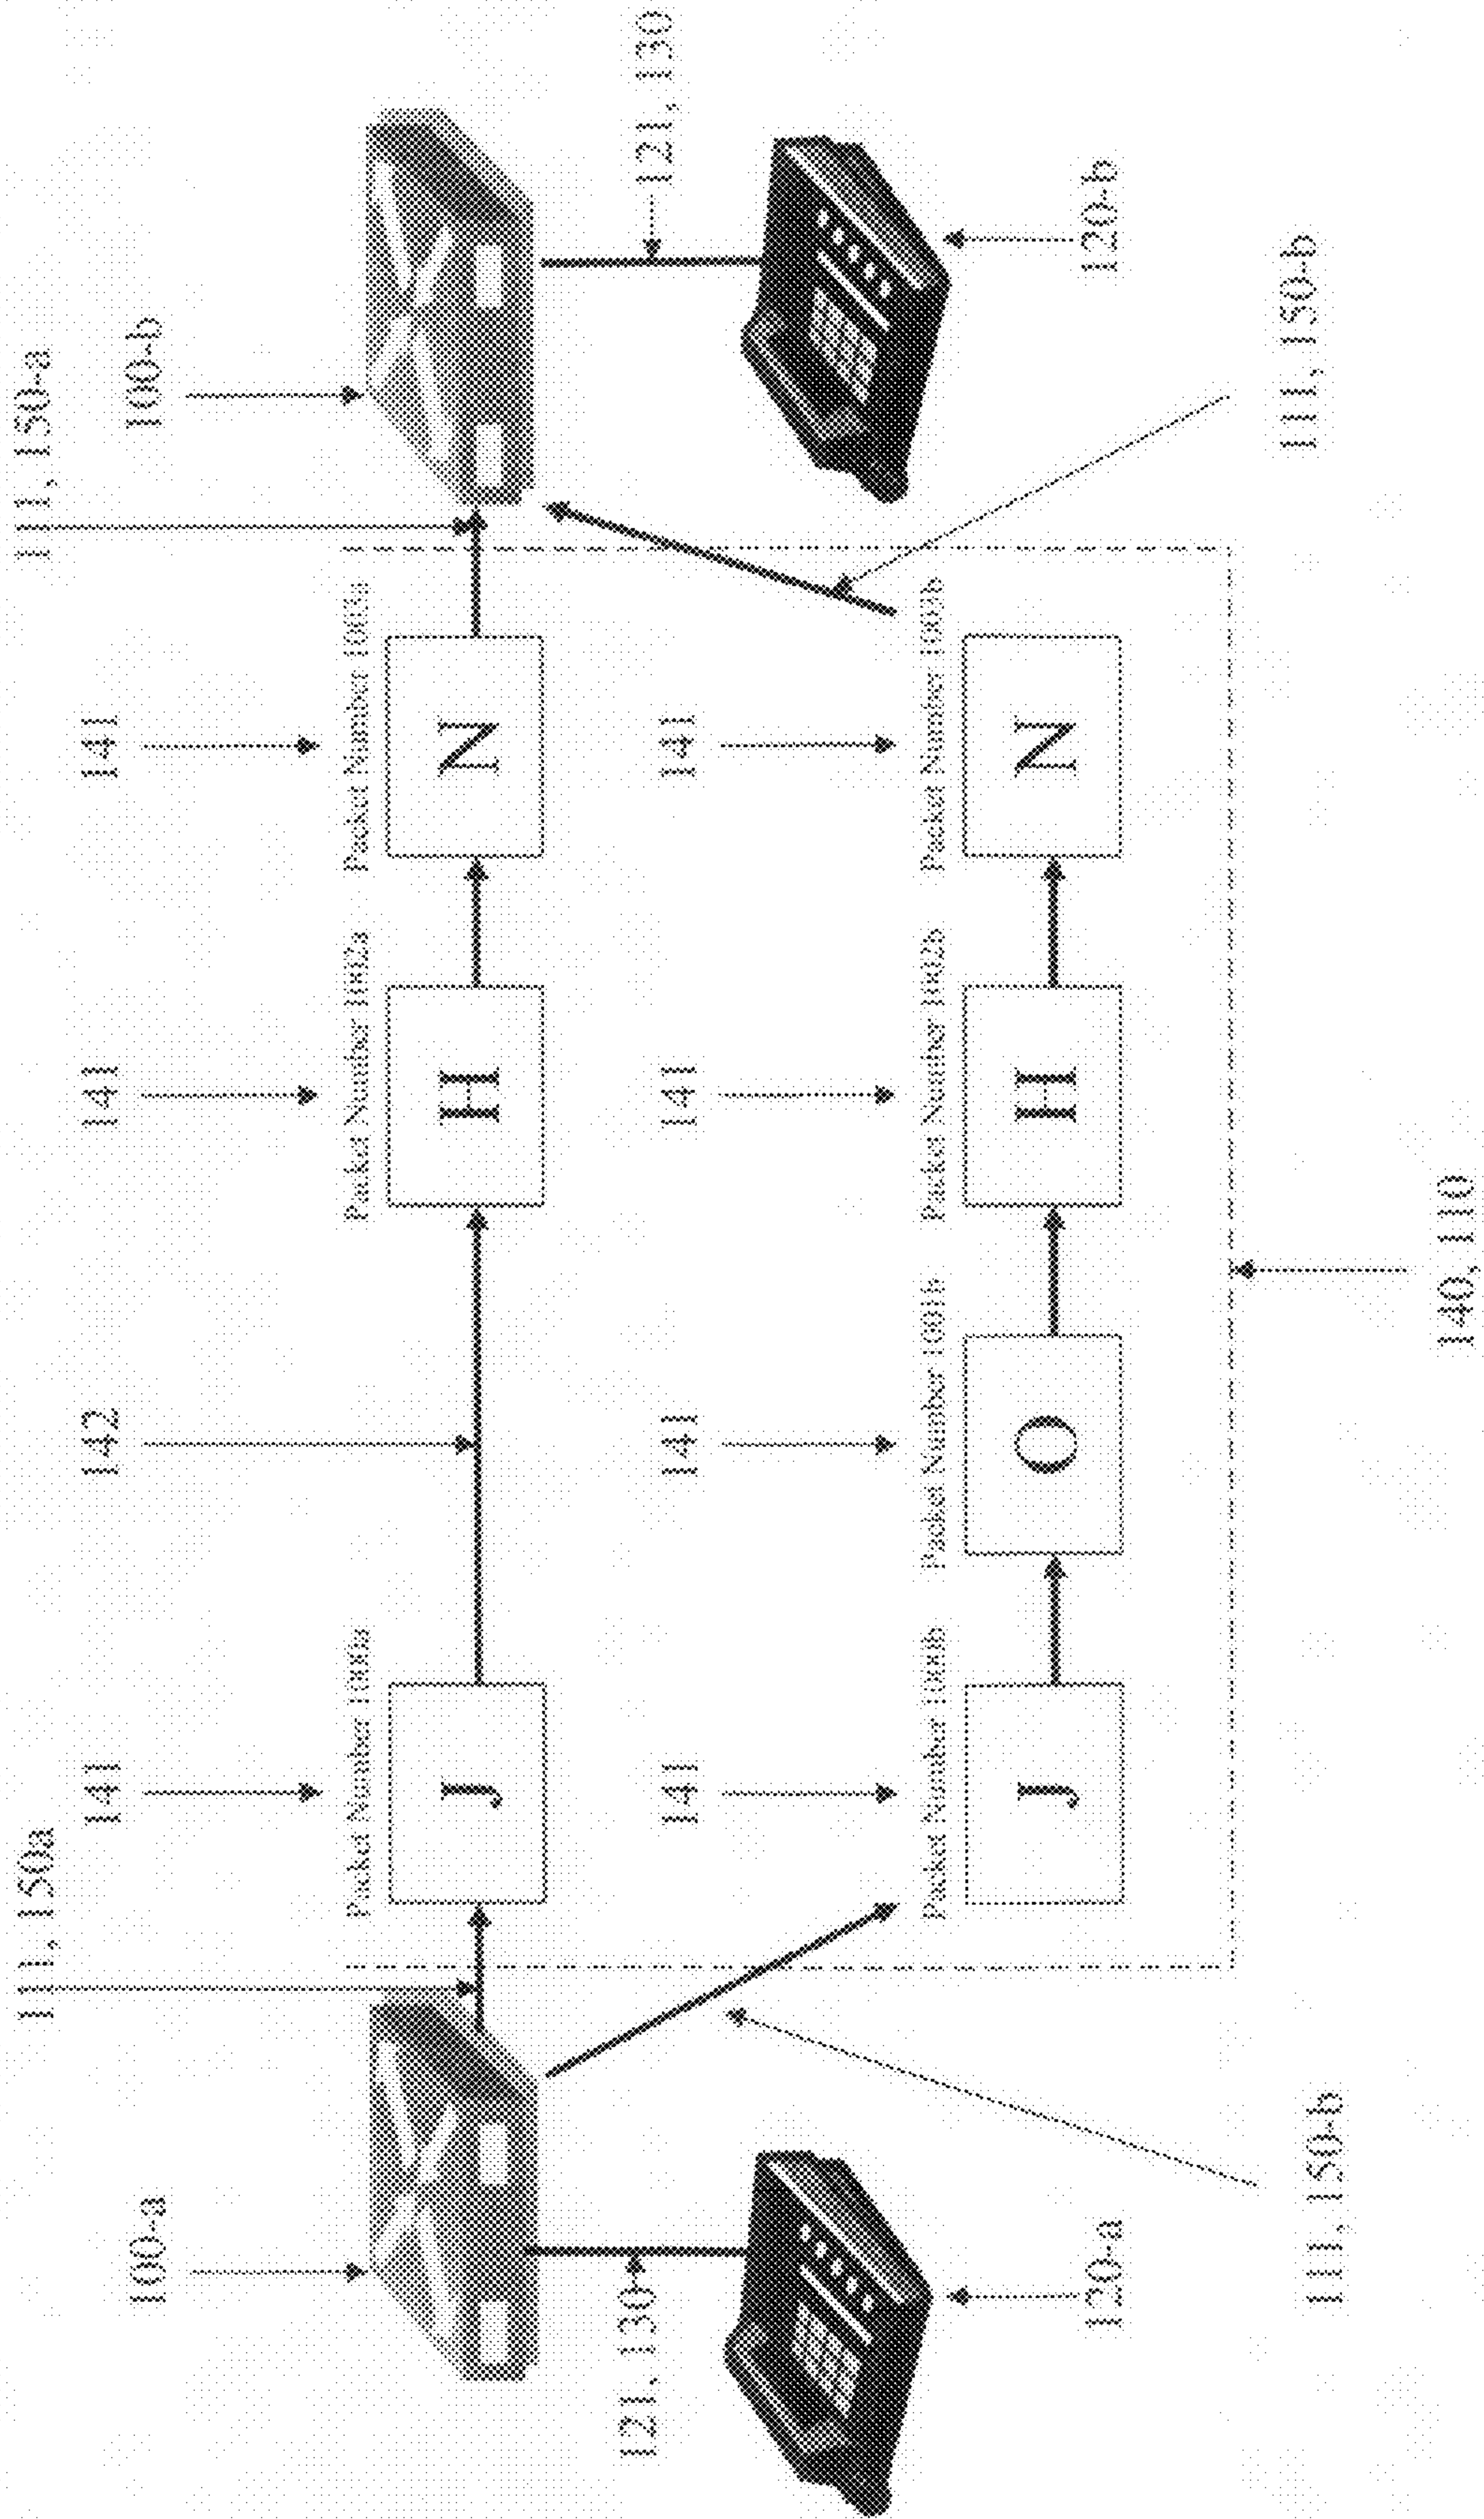 111, 150a
111, 150-a
100-a
141
142
141
141
100-b
Packet Number 1000a
Packet Number 1002a
Packet Number 1003a
J
H
N
121, 130
121, 130
141
141
141
141
Packet Number 1000b
Packet Number 1001b
Packet Number 1002b
Packet Number 1003b
J
O
H
N
120-a
120-b
111, 150-b
111, 150-b
140, 110